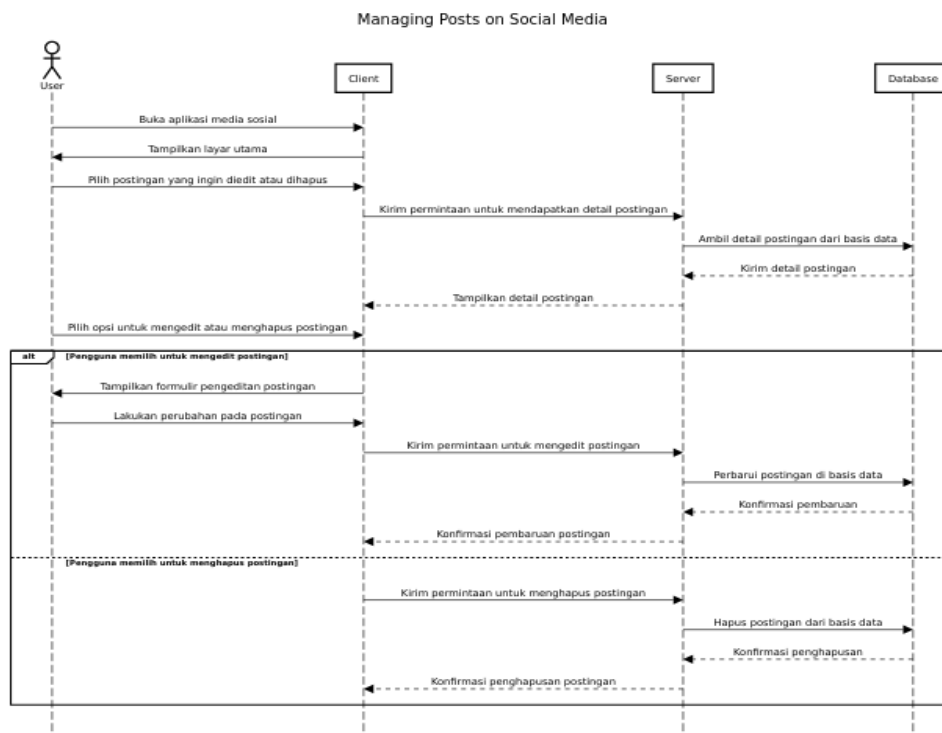 Managing Posts on Social Media
User
Client
Server
Database
Buka aplikasi media sosial
Tampilkan layar utama
Pilih postingan yang ingin diedit atau dihapus
Kirim permintaan untuk mendapatkan detail postingan
Ambil detail postingan dari basis data
Kirim detail postingan
Tampilkan detail postingan
Pilih opsi untuk mengedit atau menghapus postingan
alt [Pengguna memilih untuk mengedit postingan]
Tampilkan formulir pengeditan postingan
Lakukan perubahan pada postingan
Kirim permintaan untuk mengedit postingan
Perbarui postingan di basis data
Konfirmasi pembaruan
Konfirmasi pembaruan postingan
[Pengguna memilih untuk menghapus postingan]
Kirim permintaan untuk menghapus postingan
Hapus postingan dari basis data
Konfirmasi penghapusan
Konfirmasi penghapusan postingan